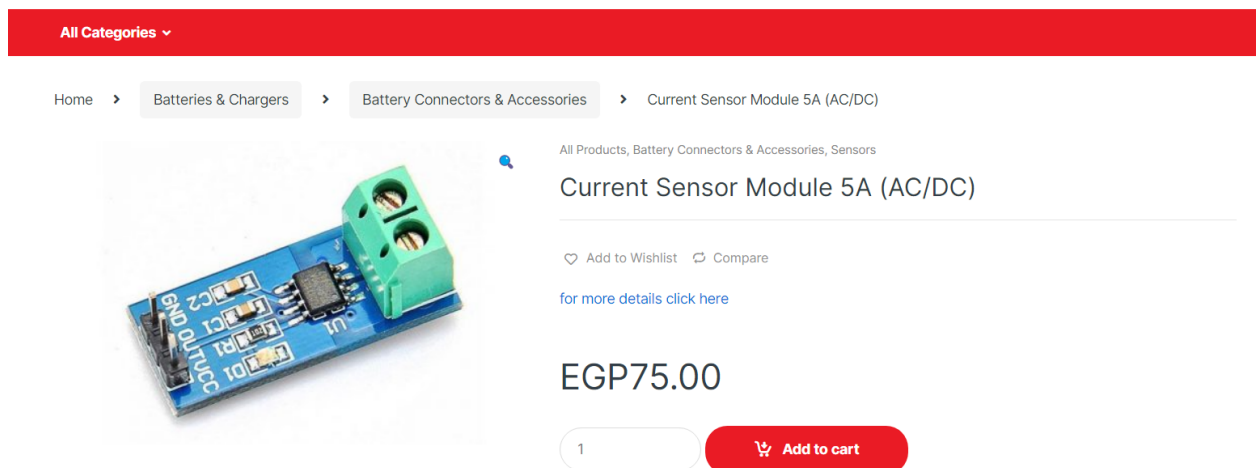 All Categories
Home > Batteries & Chargers > Battery Connectors & Accessories > Current Sensor Module 5A (AC/DC)
All Products, Battery Connectors & Accessories, Sensors
Current Sensor Module 5A (AC/DC)
Add to Wishlist Compare
for more details click here
EGP75.00
1 Add to cart
C2
C1
R1
D1
U1
GND OUT VCC